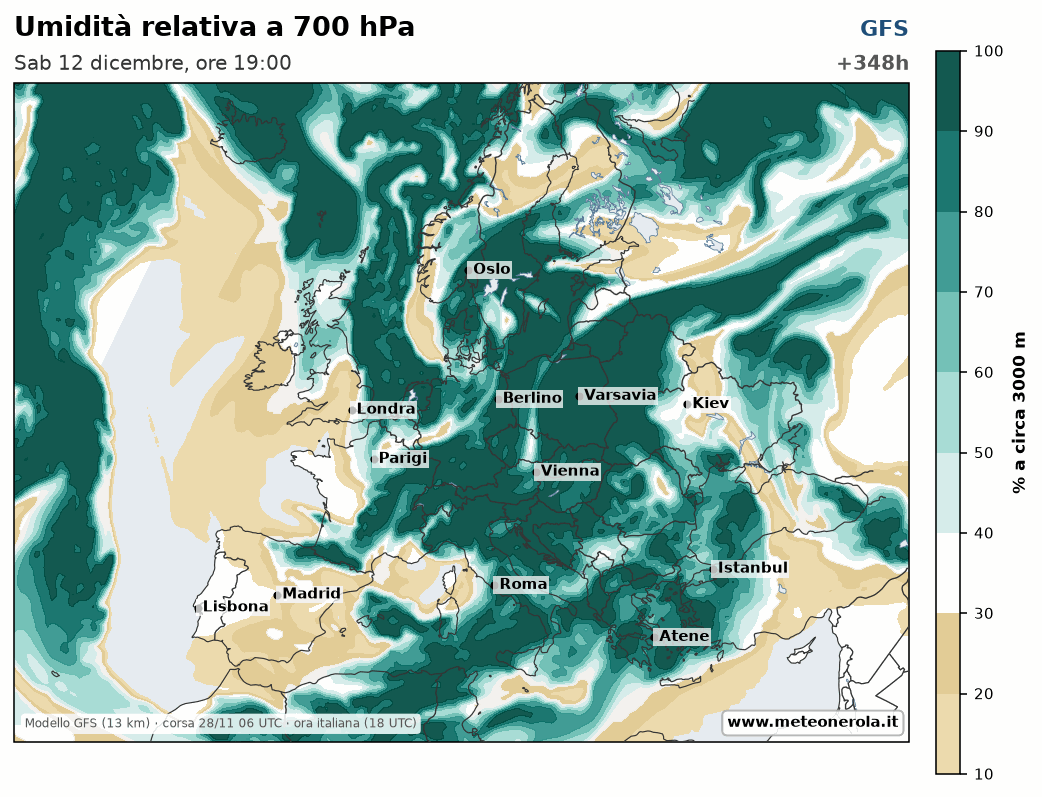 Umidità relativa a 700 hPa
GFS
Sab 12 dicembre, ore 19:00
+348h
100
90
80
70
60
50
40
30
20
10
% a circa 3000 m
Oslo
Londra
Berlino
Varsavia
Kiev
Parigi
Vienna
Istanbul
Roma
Madrid
Lisbona
Atene
Modello GFS (13 km) · corsa 28/11 06 UTC · ora italiana (18 UTC)
www.meteonerola.it